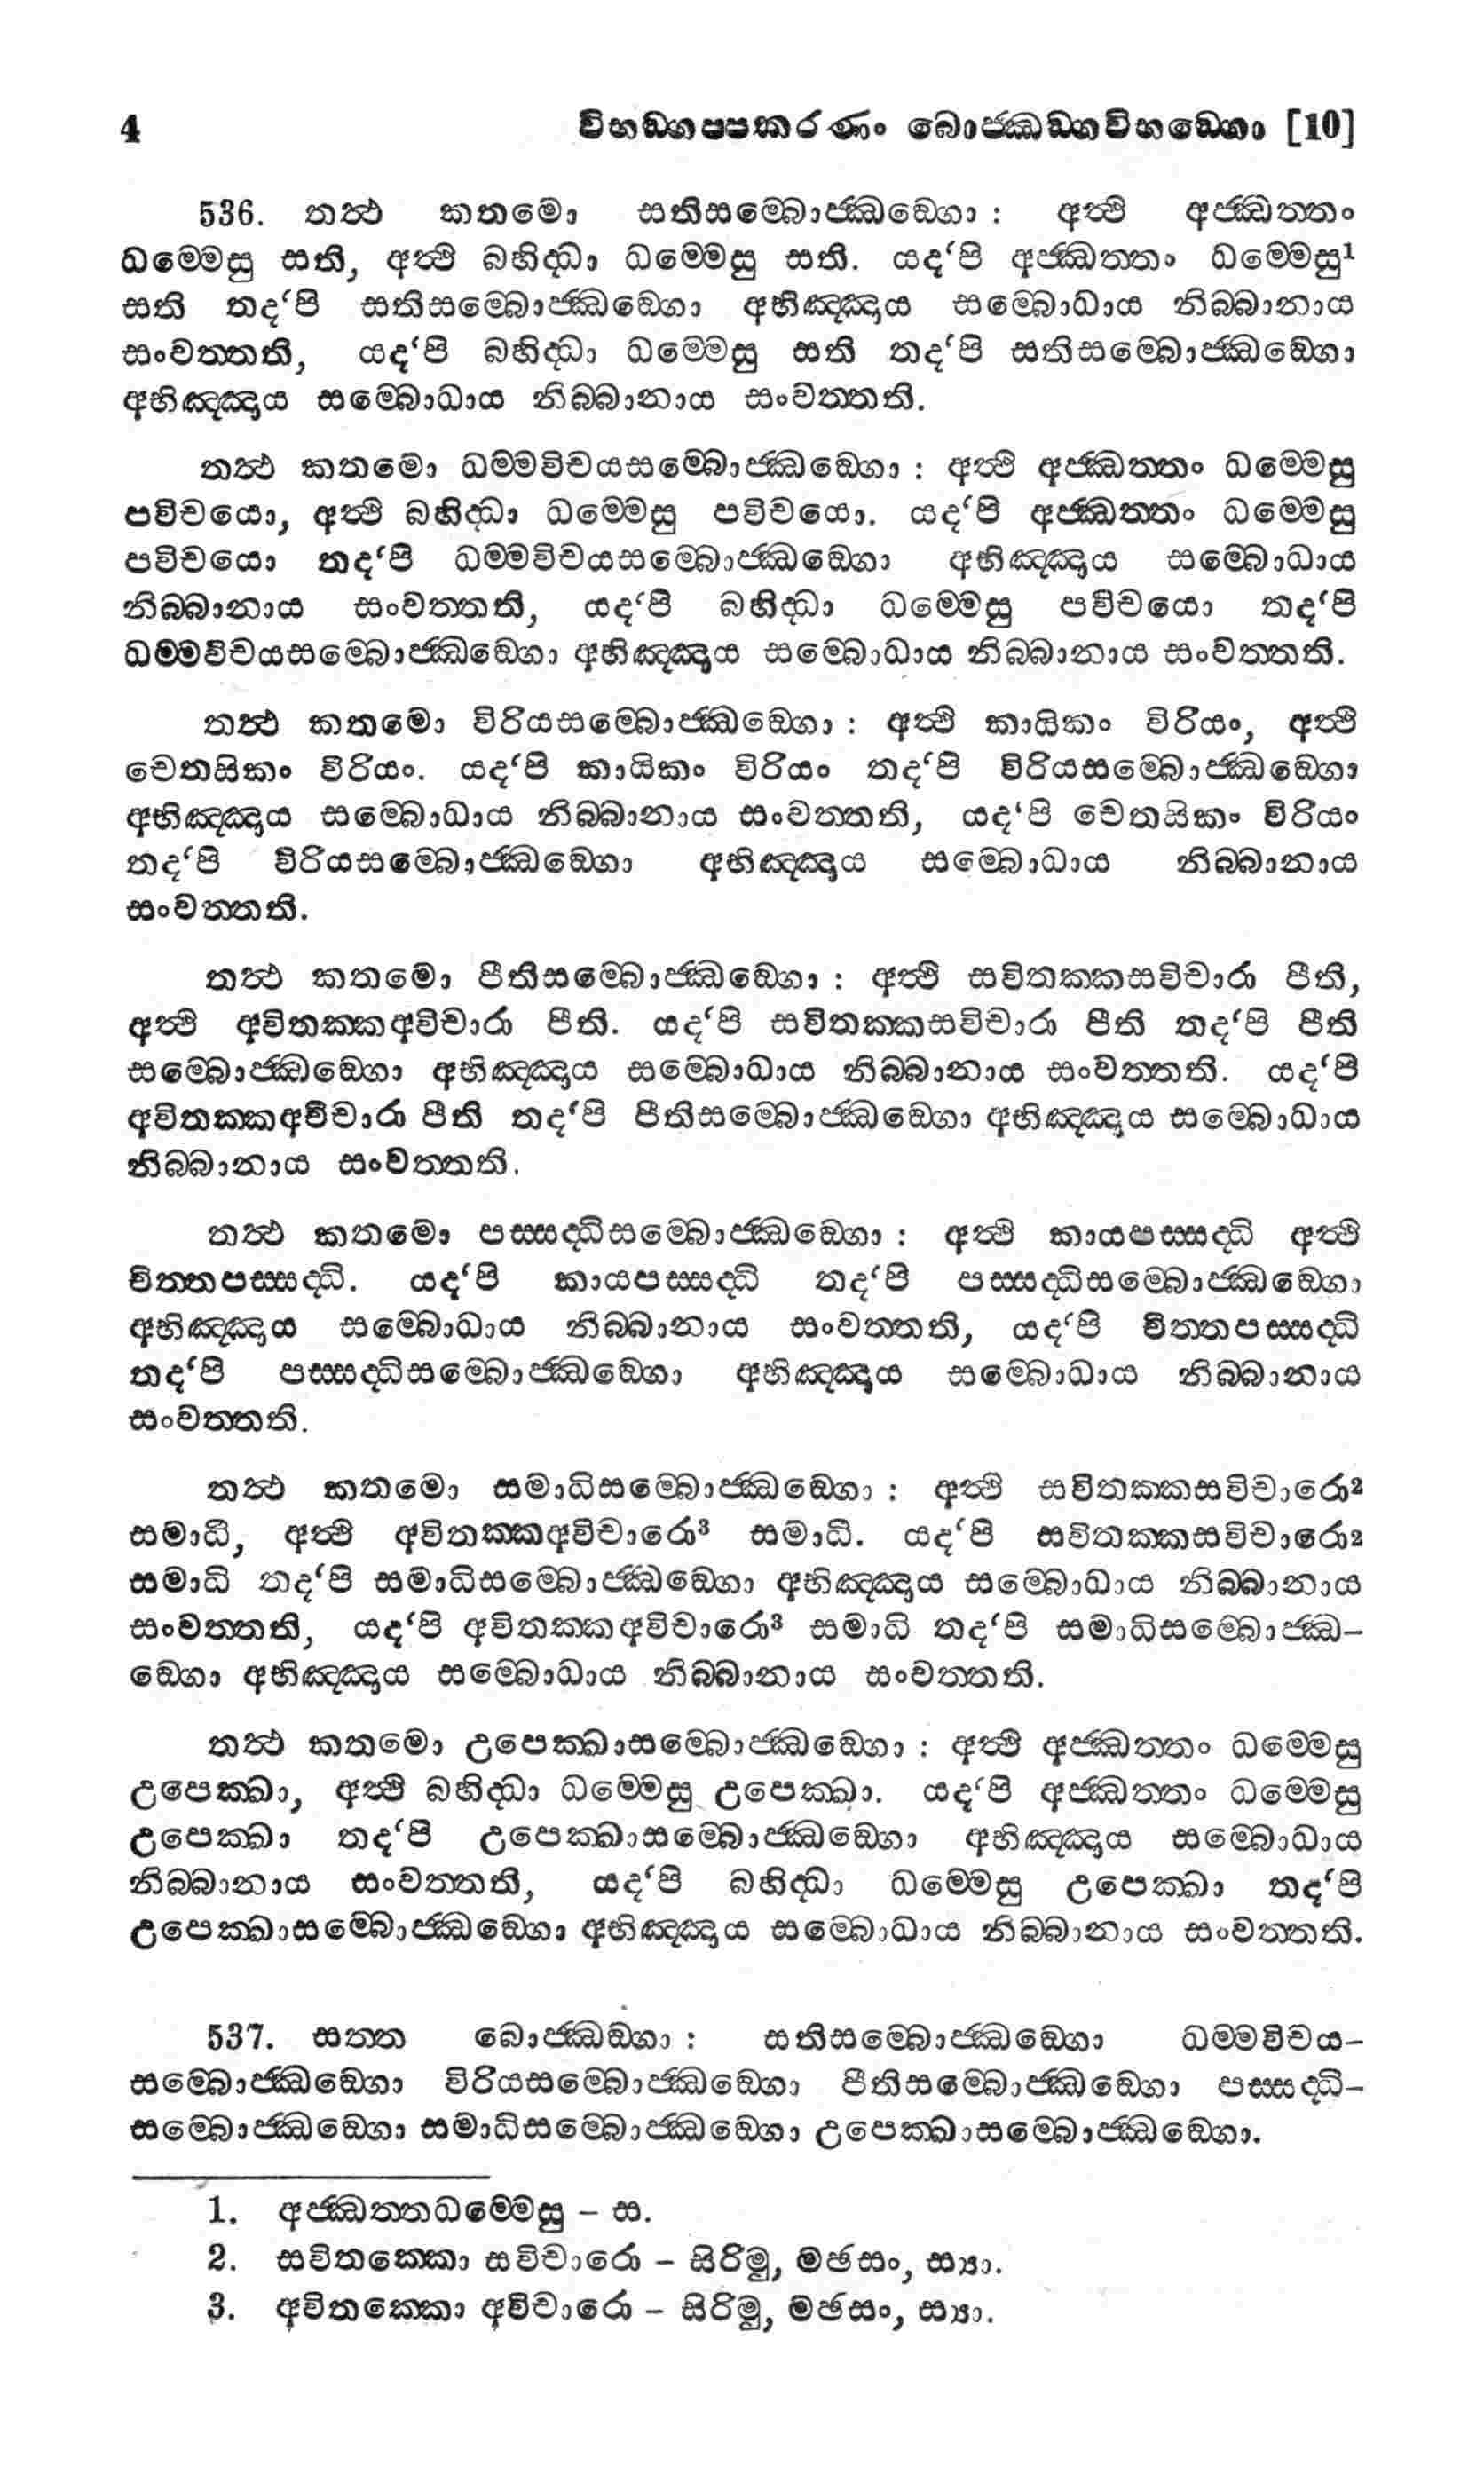 4 විභඞ්ගප්පකරණං බොජ්ඣඞ්ගවිභඞ්ගො [10]
536. තත්ථ කතමො සතිසම්බොජ්ඣඞ්ගො : අත්ථි අජ්ඣත්තං
ධම්මෙසු සති, අත්ථි බහිද්ධා ධම්මෙසු සති. යද‘පි අජ්ඣත්තං ධම්මෙසු¹
සති තද‘පි සතිසම්බොජ්ඣඞ්ගො අභිඤ්ඤාය සම්බොධාය නිබ්බානාය
සංවත්තති, යද‘පි බහිද්ධා ධම්මෙසු සති තද‘පි සතිසම්බොජ්ඣඞ්ගො
අභිඤ්ඤාය සම්බොධාය නිබ්බානාය සංවත්තති.
තත්ථ කතමො ධම්මවිචයසම්බොජ්ඣඞ්ගො : අත්ථි අජ්ඣත්තං ධම්මෙසු
පවිචයො, අත්ථි බහිද්ධා ධම්මෙසු පවිචයො. යද‘පි අජ්ඣත්තං ධම්මෙසු
පවිචයො තද‘පි ධම්මවිචයසම්බොජ්ඣඞ්ගො අභිඤ්ඤාය සම්බොධාය
නිබ්බානාය සංවත්තති, යද‘පි බහිද්ධා ධම්මෙසු පවිචයො තද‘පි
ධම්මවිචයසම්බොජ්ඣඞ්ගො අභිඤ්ඤාය සම්බොධාය නිබ්බානාය සංවත්තති.
තත්ථ කතමො විරියසම්බොජ්ඣඞ්ගො : අත්ථි කායිකං විරියං, අත්ථි
චෙතසිකං විරියං. යද‘පි කායිකං විරියං තද‘පි විරියසම්බොජ්ඣඞ්ගො
අභිඤ්ඤාය සම්බොධාය නිබ්බානාය සංවත්තති, යද‘පි චෙතයිකං විරියං
තද‘පි විරියසම්බොජ්ඣඞ්ගො අභිඤ්ඤාය සම්බොධාය නිබ්බානාය
සංවත්තති.
තත්ථ කතමො පීතිසම්බොජ්ඣඞ්ගො : අත්ථි සවිතක්කසවිචාරා පීති,
අත්ථි අවිතක්කඅවිචාරා පීති. යද‘පි සවිතක්කසවිචාරා පීති තද‘පි පීති
සම්බොජ්ඣඞ්ගො අභිඤ්ඤාය සම්බොධාය නිබ්බානාය සංවත්තති. යද‘පි
අවිතක්කඅවිචාරා පීති තද‘පි පීතිසම්බොජ්ඣඞ්ගො අභිඤ්ඤාය සම්බොධාය
නිබ්බානාය සංවත්තති.
තත්ථ කතමො පස්සද්ධිසම්බොජ්ඣඞ්ගො : අත්ථි කායපස්සද්ධි අත්ථි
චිත්තපස්සද්ධි. යද‘පි කායපස්සද්ධි තද‘පි පස්සද්ධිසම්බොජ්ඣඞ්ගො
අභිඤ්ඤාය සම්බොධාය නිබ්බානාය සංවත්තති, යද‘පි චිත්තපස්සද්ධි
තද‘පි පස්සද්ධිසම්බොජ්ඣඞ්ගො අභිඤ්ඤාය සම්බොධාය නිබ්බානාය
සංවත්තති.
තත්ථ කතමො සමාධිසම්බොජ්ඣඞ්ගො : අත්ථි සවිතක්කසවිචාරො²
සමාධි, අත්ථි අවිතක්කඅවිචාරො³ සමාධි. යද‘පි සවිතක්කසවිචාරො²
සමාධි තද‘පි සමාධිසම්බොජ්ඣඞ්ගො අභිඤ්ඤාය සම්බොධාය නිබ්බානාය
සංවත්තති, යද‘පි අවිතක්කඅවිචාරො³ සමාධි තද‘පි සමාධිසම්බොජ්ඣ-
ඞ්ගො අභිඤ්ඤාය සම්බොධාය නිබ්බානාය සංවත්තති.
තත්ථ කතමො උපෙක්ඛාසම්බොජ්ඣඞ්ගො : අත්ථි අජ්ඣත්තං ධම්මෙසු
උපෙක්ඛා, අත්ථි බහිද්ධා ධම්මෙසු උපෙක්ඛා. යද‘පි අජ්ඣත්තං ධම්මෙසු
උපෙක්ඛා තද‘පි උපෙක්ඛාසම්බොජ්ඣඞ්ගො අභිඤ්ඤාය සම්බොධාය
නිබ්බානාය සංවත්තති, යද‘පි බහිද්ධා ධම්මෙසු උපෙක්ඛා තද‘පි
උපෙක්ඛාසම්බොජ්ඣඞ්ගො අභිඤ්ඤාය සම්බොධාය නිබ්බානාය සංවත්තති.
537. සත්ත බොජ්ඣඞ්ගා : සතිසම්බොජ්ඣඞ්ගො ධම්මවිචය-
සම්බොජ්ඣඞ්ගො විරියසම්බොජ්ඣඞ්ගො පීතිසම්බොජ්ඣඞ්ගො පස්සද්ධි-
සම්බොජ්ඣඞ්ගො සමාධිසම්බොජ්ඣඞ්ගො උපෙක්ඛාසම්බොජ්ඣඞ්ගො.
1. අජ්ඣත්තධම්මෙසු – ස.
2. සවිතක්කො සවිචාරො – සිරිමු, මඡසං, ස්‍යා.
3. අවිතක්කො අවිචාරො – සිරිමු, මඡසං, ස්‍යා.